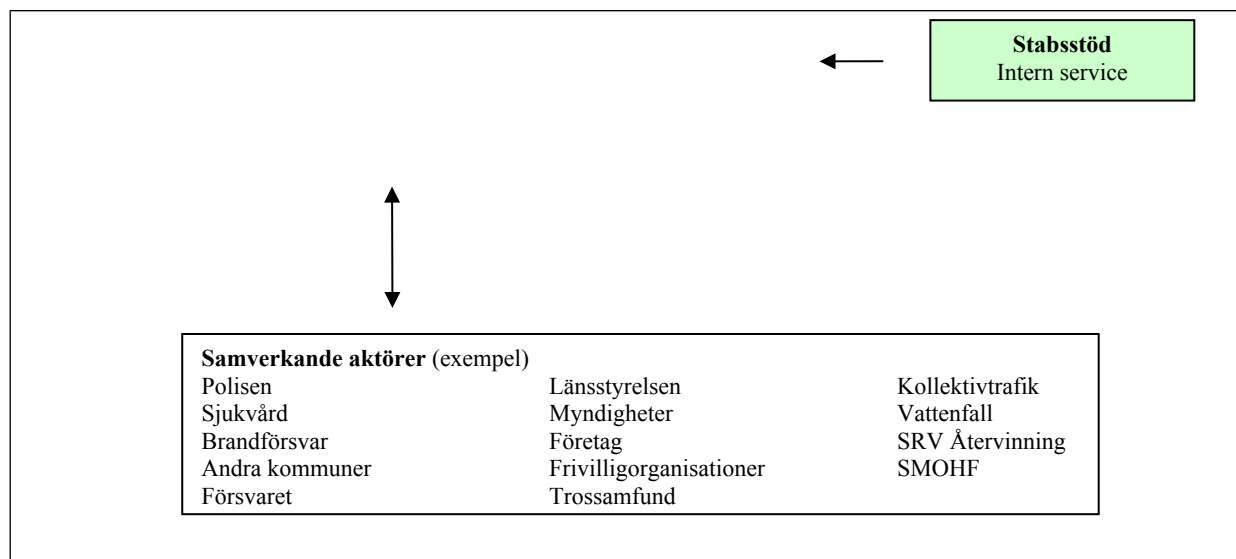 Stabsstöd
Intern service
Samverkande aktörer (exempel)
Polisen Länsstyrelsen Kollektivtrafik
Sjukvård Myndigheter Vattenfall
Brandförsvar Företag SRV Återvinning
Andra kommuner Frivilligorganisationer SMOHF
Försvaret Trossamfund